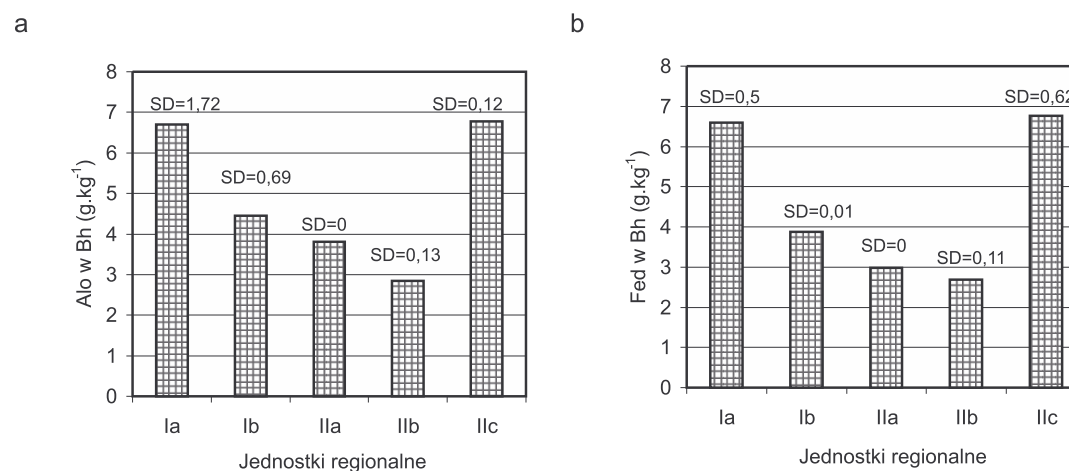 a
8
7
6
5
4
3
2
1
0
Alo w Bh (g.kg-1)
SD=1,72
SD=0,69
SD=0
SD=0,13
SD=0,12
Ia Ib IIa IIb IIc
Jednostki regionalne
b
8
7
6
5
4
3
2
1
0
Fed w Bh (g.kg-1)
SD=0,5
SD=0,01
SD=0
SD=0,11
SD=0,62
Ia Ib IIa IIb IIc
Jednostki regionalne